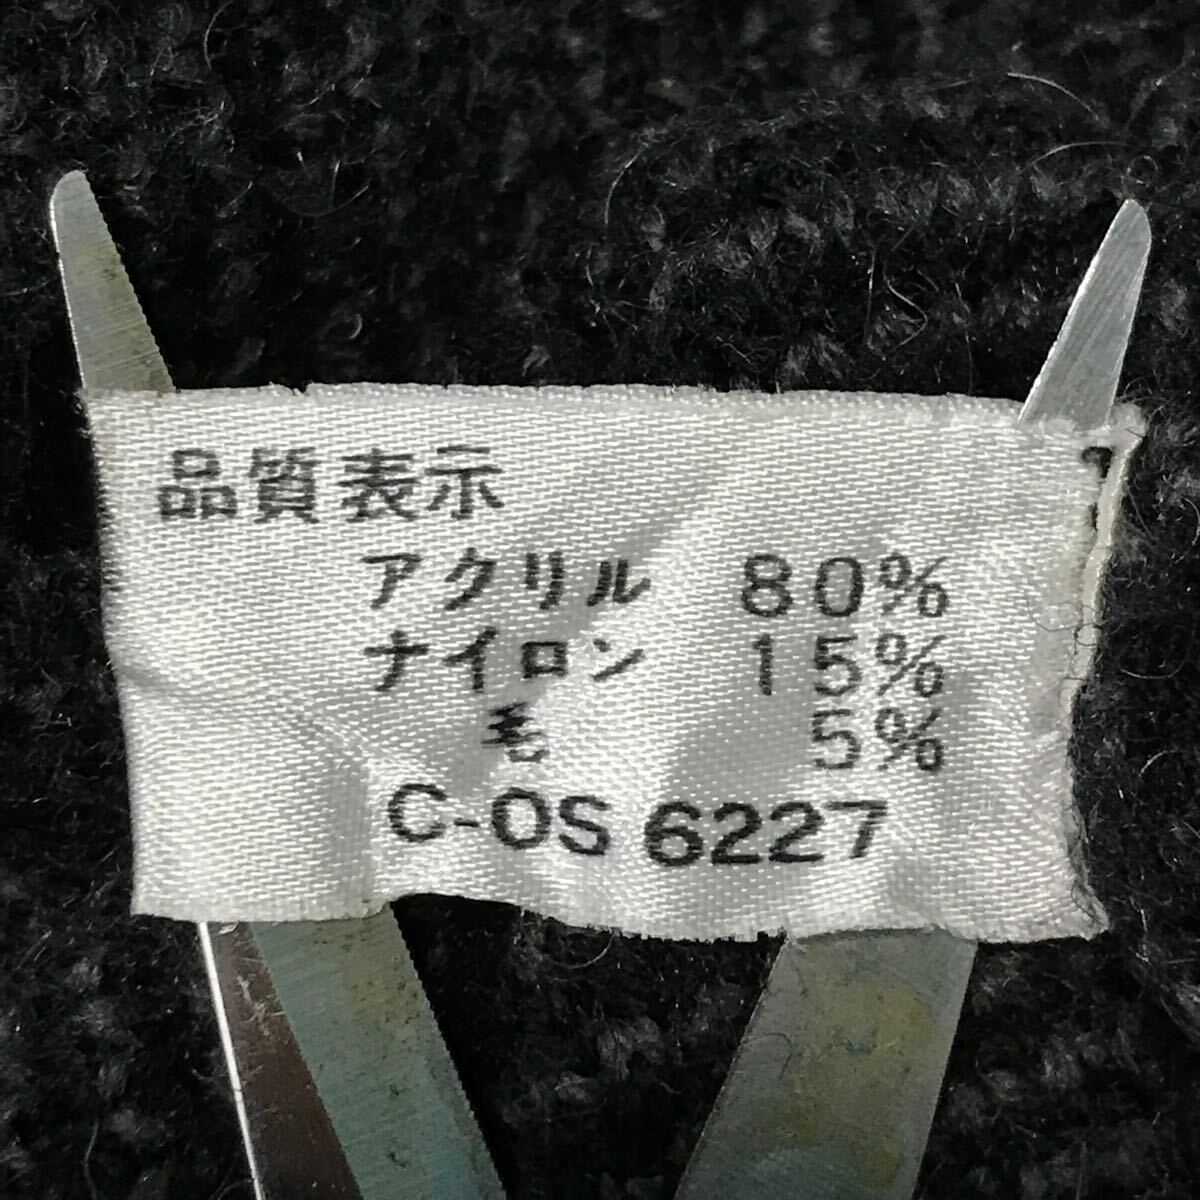 品質表示
アクリル 80%
ナイロン 15%
毛 5%
C-OS 6227